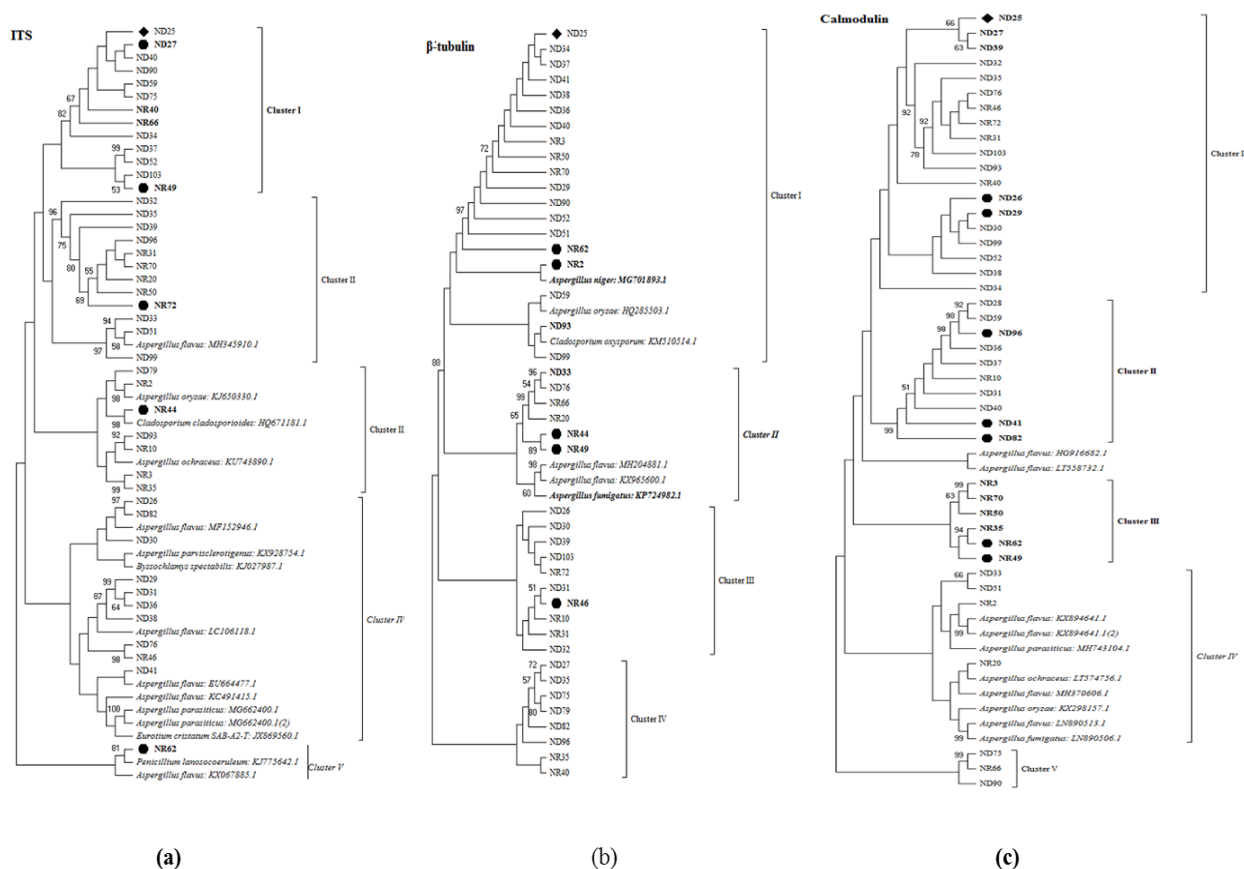 ITS
ND25
ND27
ND40
ND90
ND59
ND75
67
NR40
82
NR66
ND34
99
ND37
ND52
ND103
53
NR49
Cluster I
ND32
96
ND35
75
ND39
88
ND96
NR31
55
NR70
NR20
NR50
69
NR72
94
ND33
ND51
58
Aspergillus flavus: MH345910.1
97
ND99
Cluster II
ND79
NR2
98
Aspergillus oryzae: KJ650330.1
NR44
98
Cladosporium cladosporioides: HQ671181.1
92
ND93
NR10
Aspergillus ochraceus: KU743890.1
NR3
99
NR35
Cluster II
97
ND26
ND82
Aspergillus flavus: MF152946.1
ND30
Aspergillus parvisclerotigenus: KX928754.1
Byssochlamys spectabilis: KJ027987.1
99
ND29
87
ND31
64
ND36
ND38
Aspergillus flavus: LC106118.1
ND76
98
NR46
ND41
Aspergillus flavus: EU664477.1
Aspergillus flavus: KC491415.1
100
Aspergillus parasiticus: MG662400.1
Aspergillus parasiticus: MG662400.1(2)
Eurotium cristatum SAB-A2-T: JX869560.1
Cluster IV
81
NR62
Penicillium lanosocoeruleum: KJ775642.1
Aspergillus flavus: KX067885.1
Cluster V
(a)
β-tubulin
ND25
ND34
ND37
ND41
ND38
ND36
ND40
NR3
72
NR50
NR70
ND29
ND90
97
ND52
ND51
NR62
NR2
Aspergillus niger: MG701893.1
ND59
Aspergillus oryzae: HQ285503.1
ND93
Cladosporium oxysporum: KM510514.1
ND99
Cluster I
88
96
ND33
54
ND76
99
NR66
65
NR20
NR44
89
NR49
98
Aspergillus flavus: MH204881.1
Aspergillus flavus: KX965600.1
60
Aspergillus fumigatus: KP724982.1
Cluster II
ND26
ND30
ND39
ND103
NR72
51
ND31
NR46
NR10
NR31
ND32
Cluster III
72
ND27
57
ND35
ND75
80
ND79
ND82
ND96
NR35
NR40
Cluster IV
(b)
Calmodulin
66
ND25
ND27
63
ND39
ND32
ND35
ND76
92
NR46
92
NR72
NR31
78
ND103
ND93
NR40
ND26
ND29
ND30
ND99
ND52
ND38
ND34
Cluster I
92
ND28
98
ND59
98
ND96
ND36
ND37
51
NR10
ND31
ND40
99
ND41
ND82
Cluster II
Aspergillus flavus: HG916682.1
Aspergillus flavus: LT558732.1
99
NR3
63
NR70
NR50
94
NR35
NR62
NR49
Cluster III
66
ND33
ND51
NR2
Aspergillus flavus: KX894641.1
99
Aspergillus flavus: KX894641.1(2)
Aspergillus parasiticus: MH743104.1
NR20
Aspergillus ochraceus: LT574756.1
Aspergillus flavus: MH370606.1
Aspergillus orysae: KX298157.1
Aspergillus flavus: LN890513.1
99
Aspergillus fumigatus: LN890506.1
Cluster IV
99
ND75
NR66
ND90
Cluster V
(c)